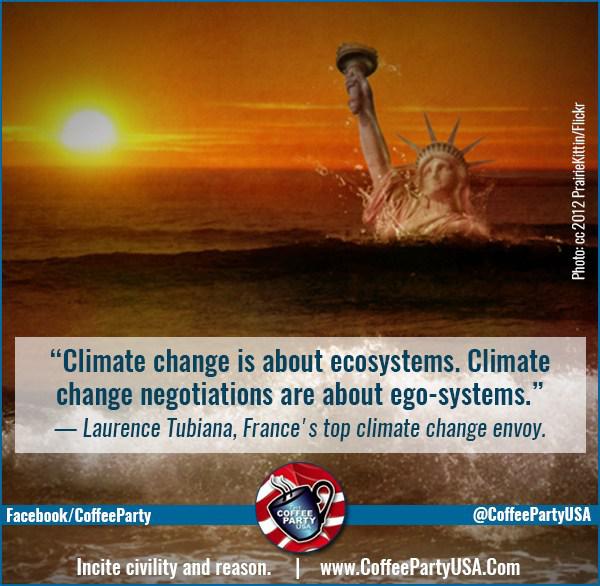 Photo: cc 2012 PrairieKittin/Flickr
“Climate change is about ecosystems. Climate
change negotiations are about ego-systems.”
— Laurence Tubiana, France's top climate change envoy.
Facebook/CoffeeParty
COFFEE
PARTY
USA
@CoffeePartyUSA
Incite civility and reason. | www.CoffeePartyUSA.Com